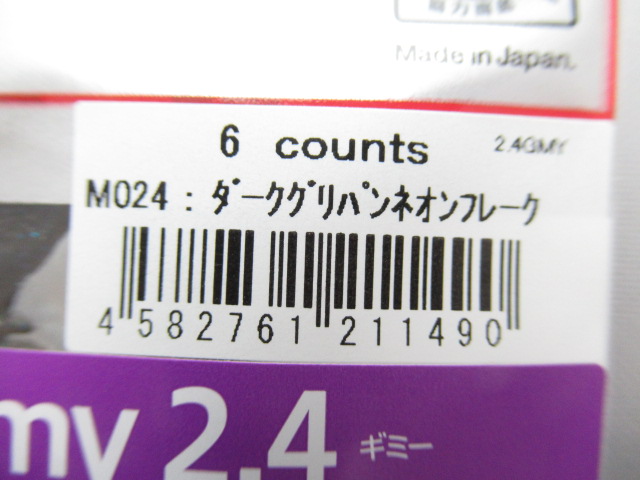 Made in Japan.
6 counts
2.4GMY
M024 : ﾀﾞｰｸｸﾞﾘﾊﾟﾝﾈｵﾝﾌﾚｰｸ
4 582761 211490
my 2.4
ギミー